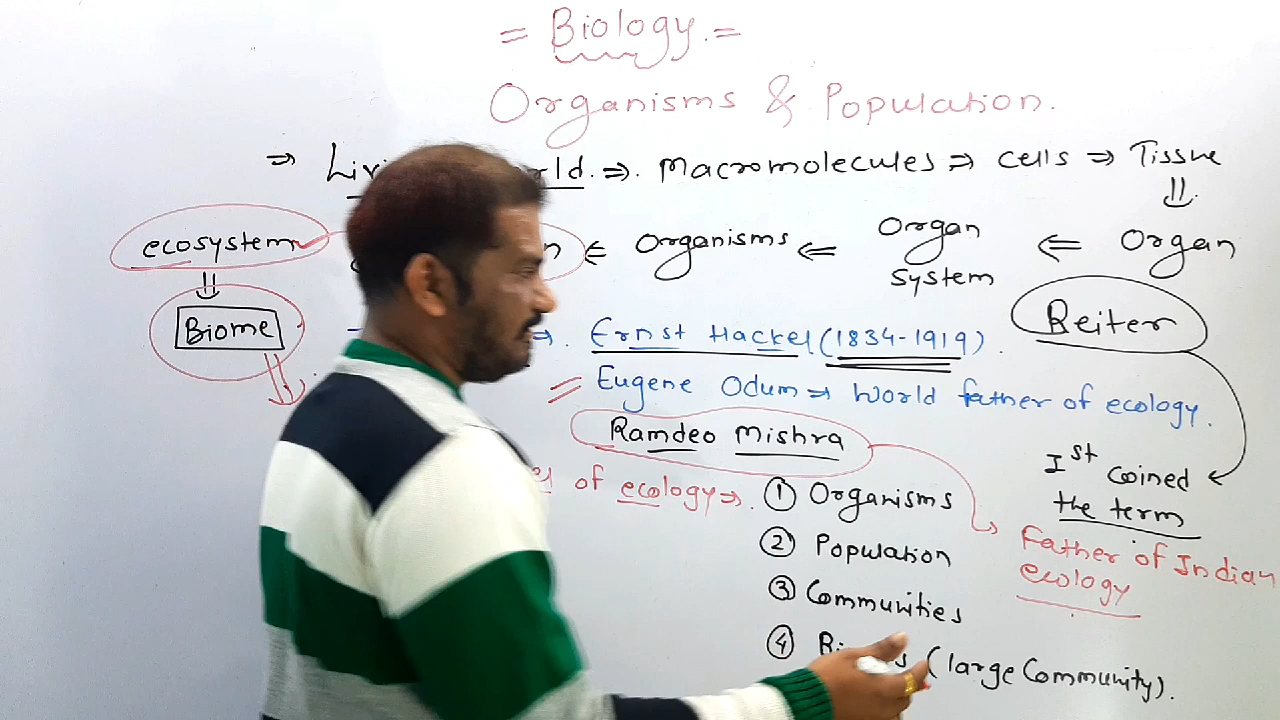 = Biology. =
Organisms & Population.
⇒ Livi rld. ⇒. Macromolecules ⇒ cells ⇒ Tissue
⇓
ecosystem n ⇐ Organisms ⇐ Organ system ⇐ Organ
⇓
Biome
Reiter
⇒. Ernst Hackel (1834-1919).
= Eugene Odum ⇒ World father of ecology.
Ramdeo Mishra
Ist coined
the term
of ecology ⇒. ① Organisms
② Population
③ Communities
④ (large Community).
Father of Indian
ecology